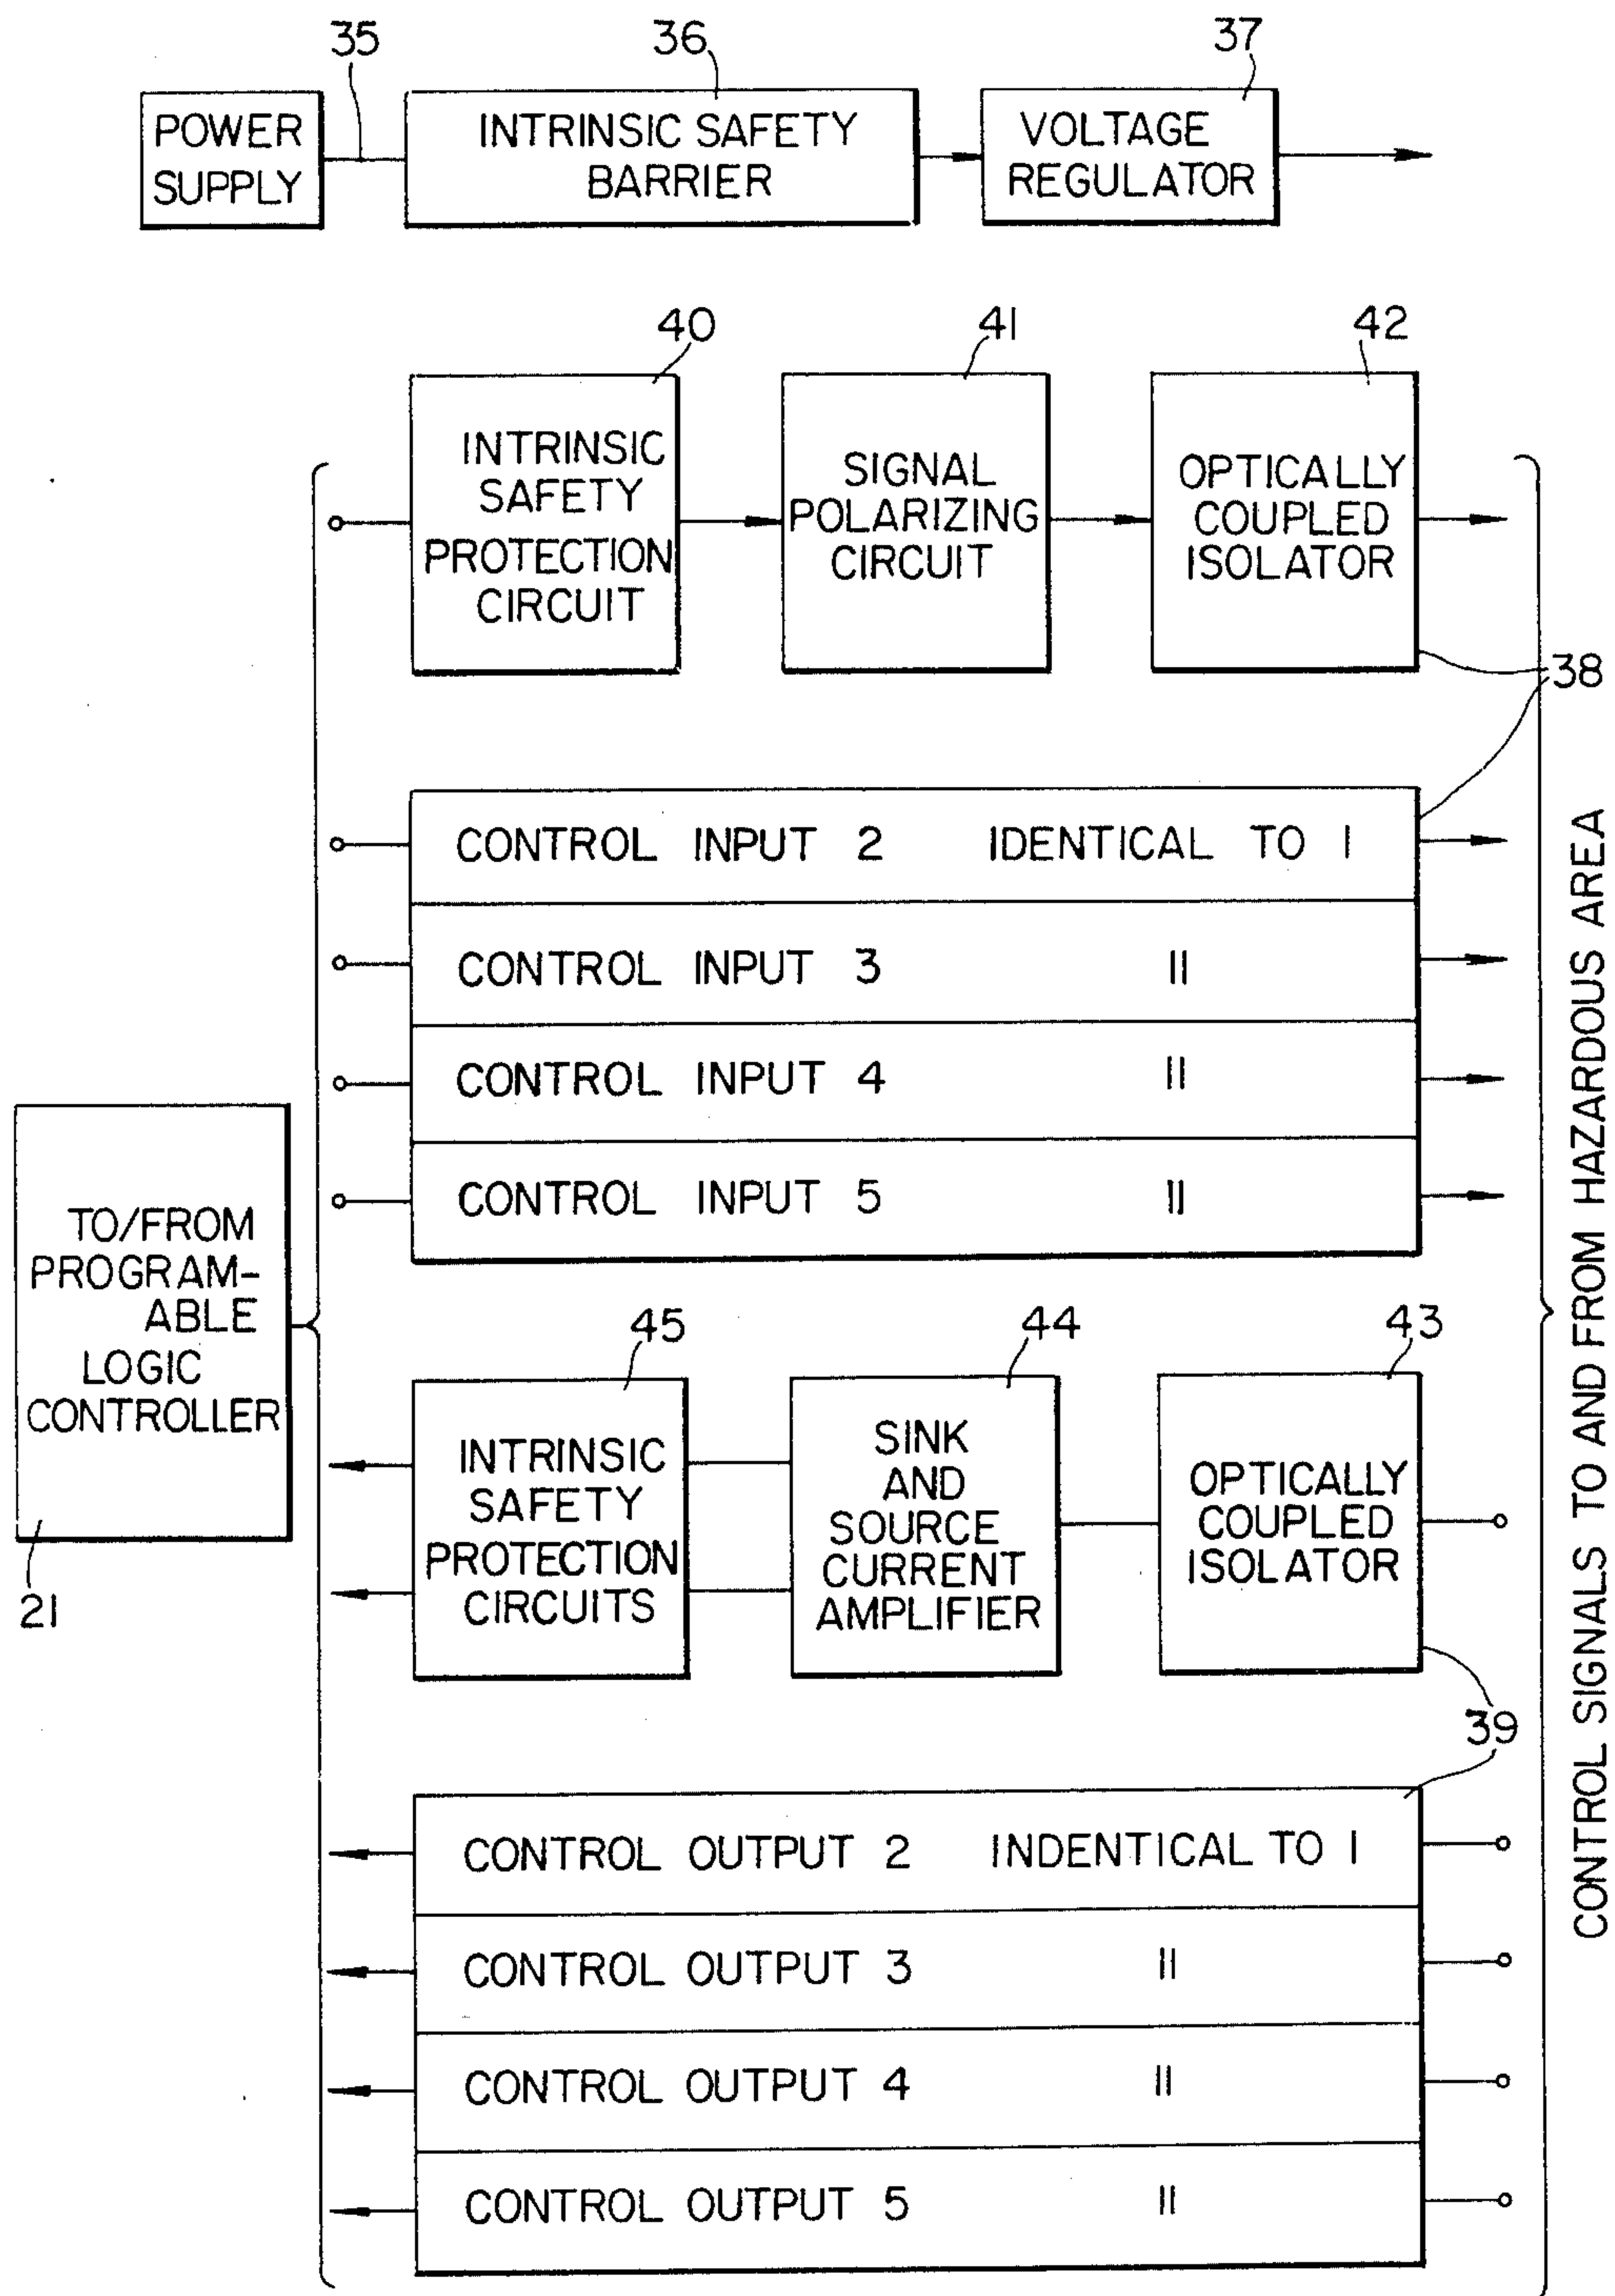 35
36
37
POWER
SUPPLY
INTRINSIC SAFETY
BARRIER
VOLTAGE
REGULATOR
40
41
42
INTRINSIC
SAFETY
PROTECTION
CIRCUIT
SIGNAL
POLARIZING
CIRCUIT
OPTICALLY
COUPLED
ISOLATOR
38
CONTROL INPUT 2 IDENTICAL TO 1
CONTROL INPUT 3 "
CONTROL INPUT 4 "
CONTROL INPUT 5 "
TO/FROM
PROGRAM-
ABLE
LOGIC
CONTROLLER
21
45
44
43
INTRINSIC
SAFETY
PROTECTION
CIRCUITS
SINK
AND
SOURCE
CURRENT
AMPLIFIER
OPTICALLY
COUPLED
ISOLATOR
39
CONTROL OUTPUT 2 INDENTICAL TO 1
CONTROL OUTPUT 3 "
CONTROL OUTPUT 4 "
CONTROL OUTPUT 5 "
CONTROL SIGNALS TO AND FROM HAZARDOUS AREA